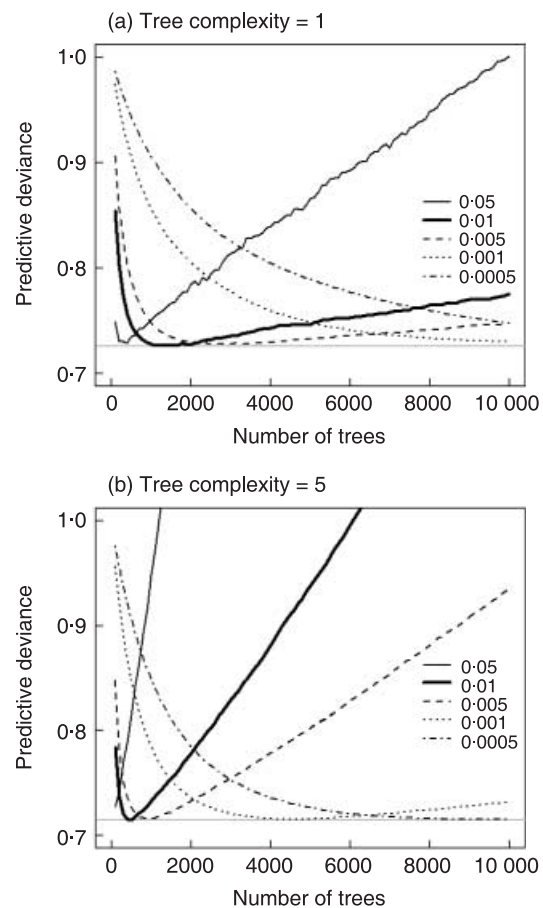 (a) Tree complexity = 1
1·0
0·9
0·8
0·7
Predictive deviance
0·05
0·01
0·005
0·001
0·0005
0 2000 4000 6000 8000 10 000
Number of trees
(b) Tree complexity = 5
1·0
0·9
0·8
0·7
Predictive deviance
0·05
0·01
0·005
0·001
0·0005
0 2000 4000 6000 8000 10 000
Number of trees